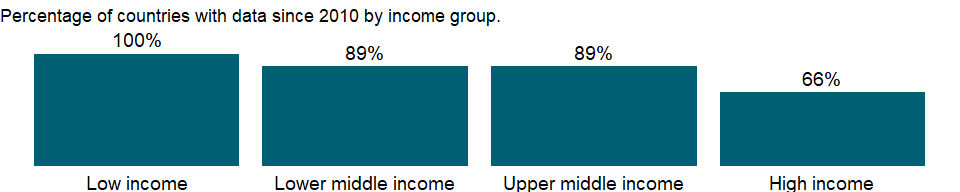 Percentage of countries with data since 2010 by income group.
100%
89%
89%
66%
Low income
Lower middle income
Upper middle income
High income